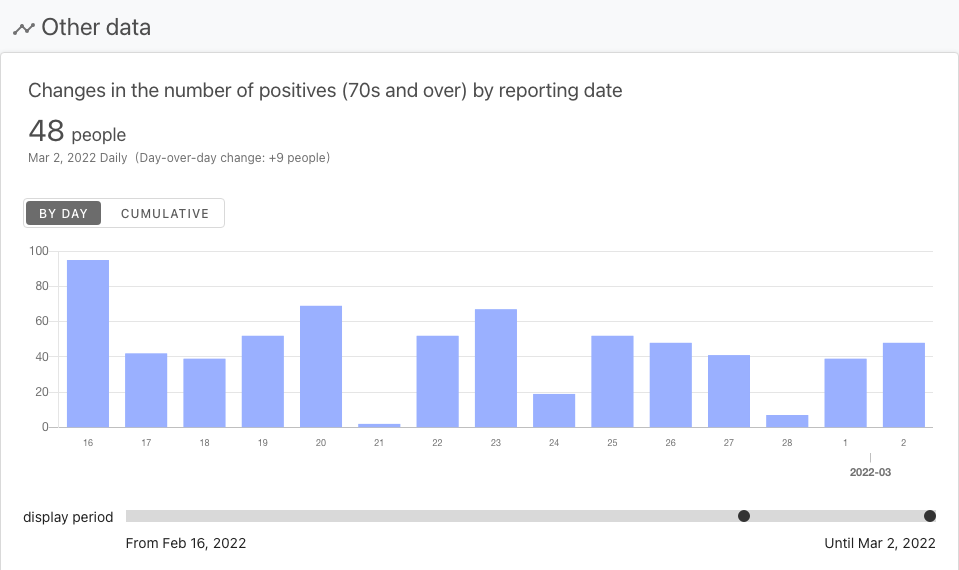 Other data
Changes in the number of positives (70s and over) by reporting date
48 people
Mar 2, 2022 Daily (Day-over-day change: +9 people)
BY DAY CUMULATIVE
100
80
60
40
20
0
16 17 18 19 20 21 22 23 24 25 26 27 28 1 2
2022-03
display period
From Feb 16, 2022 Until Mar 2, 2022